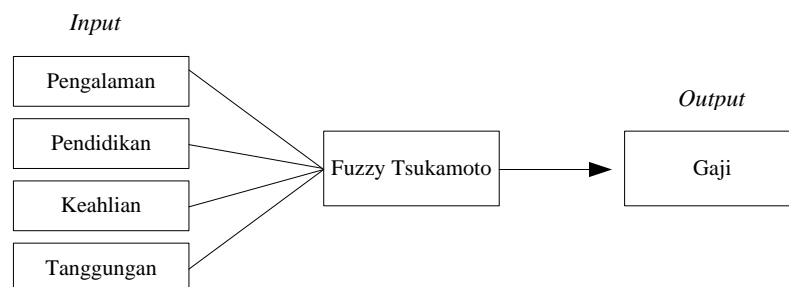 Input
Pengalaman
Pendidikan
Keahlian
Tanggungan
Fuzzy Tsukamoto
Output
Gaji